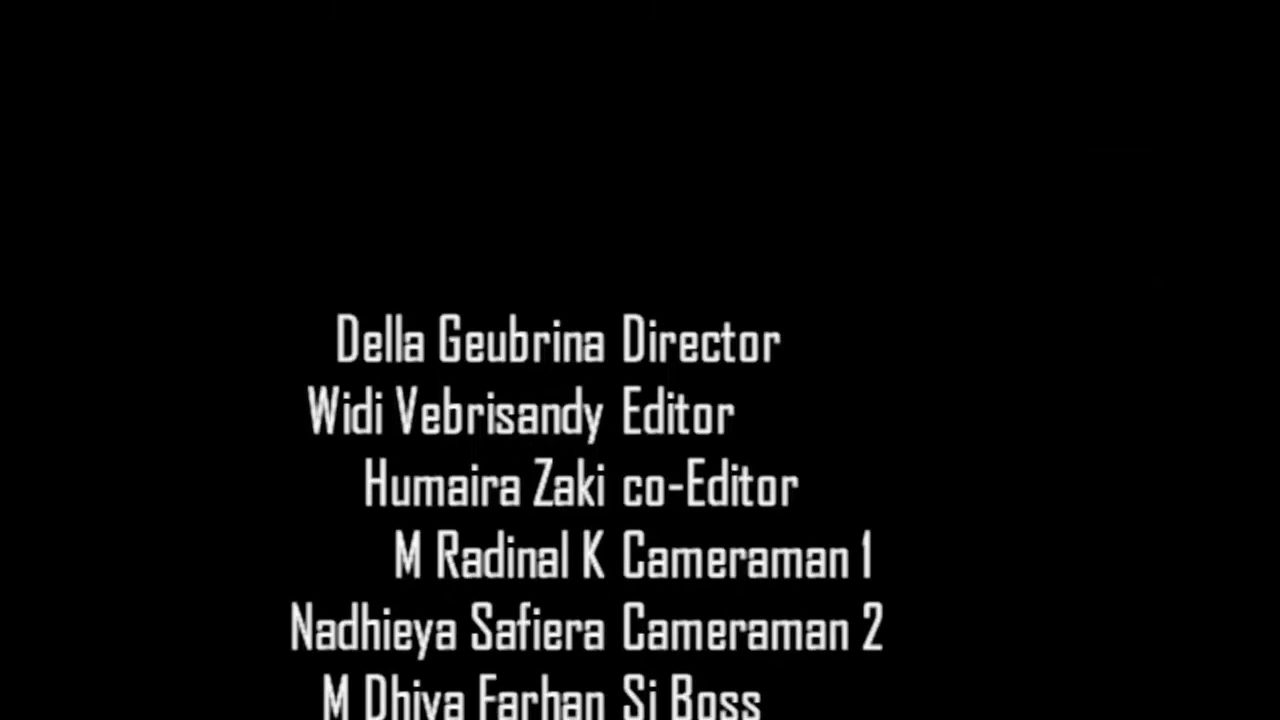 Della Geubrina Director
Widi Vebrisandy Editor
Humaira Zaki co-Editor
M Radinal K Cameraman 1
Nadhieya Safiera Cameraman 2
M Dhiya Farhan Si Boss